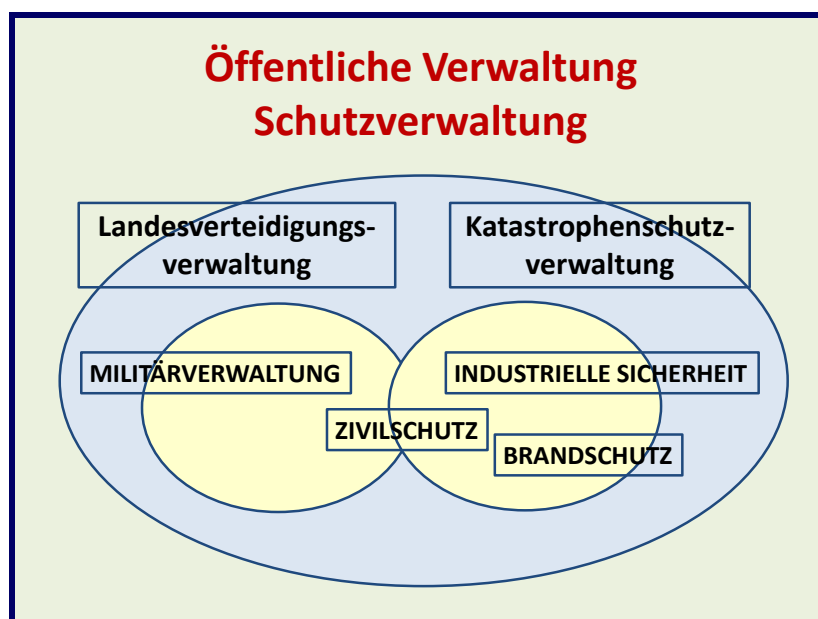 Öffentliche Verwaltung
Schutzverwaltung
Landesverteidigungs-
verwaltung
Katastrophenschutz-
verwaltung
MILITÄRVERWALTUNG
INDUSTRIELLE SICHERHEIT
ZIVILSCHUTZ
BRANDSCHUTZ